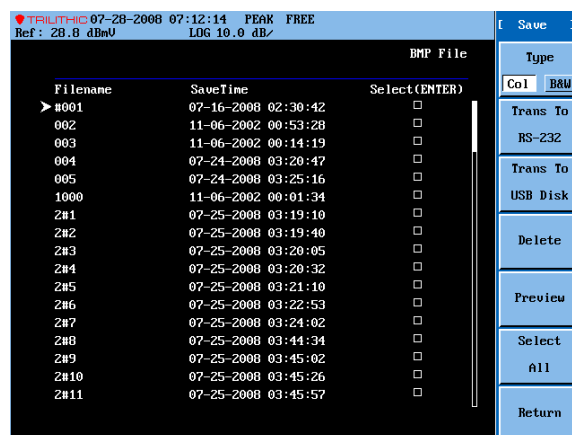 TRILITHIC 07-28-2008 07:12:14 PEAK FREE
Ref: 28.8 dBmV LOG 10.0 dB/
BMP File
Filename SaveTime Select(ENTER)
#001 07-16-2008 02:30:42
002 11-06-2002 00:53:28
003 11-06-2002 00:14:19
004 07-24-2008 03:20:47
005 07-24-2008 03:25:16
1000 11-06-2002 00:01:34
2#1 07-25-2008 03:19:10
2#2 07-25-2008 03:19:40
2#3 07-25-2008 03:20:05
2#4 07-25-2008 03:20:32
2#5 07-25-2008 03:21:10
2#6 07-25-2008 03:22:53
2#7 07-25-2008 03:24:02
2#8 07-25-2008 03:44:34
2#9 07-25-2008 03:45:02
2#10 07-25-2008 03:45:26
2#11 07-25-2008 03:45:57
[ Save ]
Type
Col B&W
Trans To
RS-232
Trans To
USB Disk
Delete
Preview
Select
All
Return